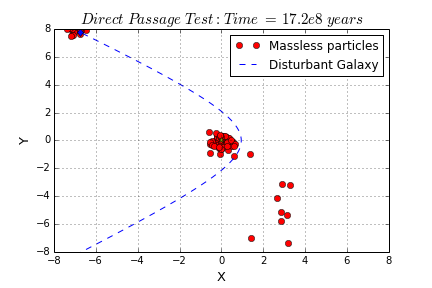 Direct Passage Test : Time = 17.2e8 years
Massless particles
Disturbant Galaxy
Y
8
6
4
2
0
−2
−4
−6
−8
−8 −6 −4 −2 0 2 4 6 8
X